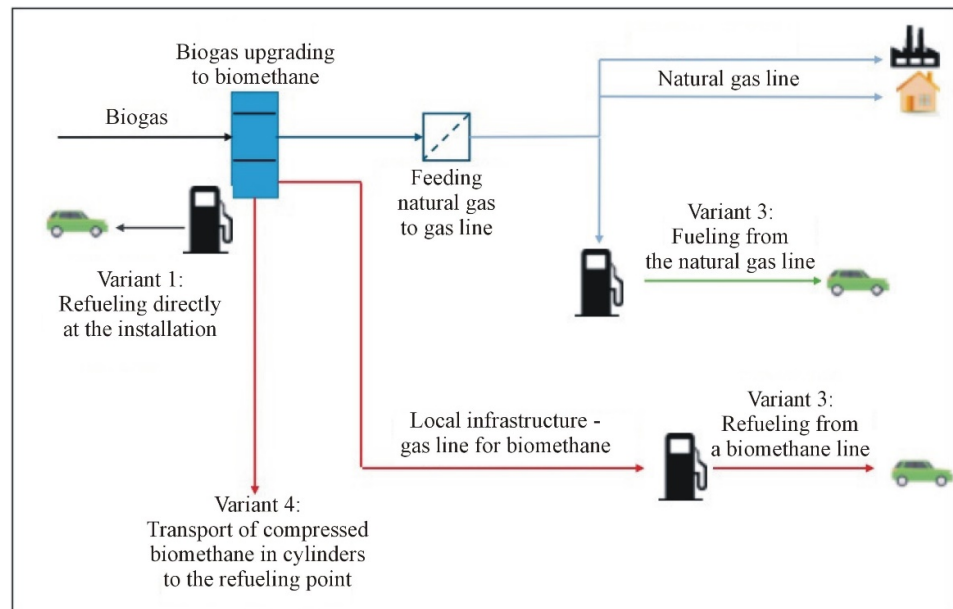 Biogas upgrading
to biomethane
Biogas
Natural gas line
Feeding
natural gas
to gas line
Variant 1:
Refueling directly
at the installation
Variant 3:
Fueling from
the natural gas line
Local infrastructure -
gas line for biomethane
Variant 3:
Refueling from
a biomethane line
Variant 4:
Transport of compressed
biomethane in cylinders
to the refueling point